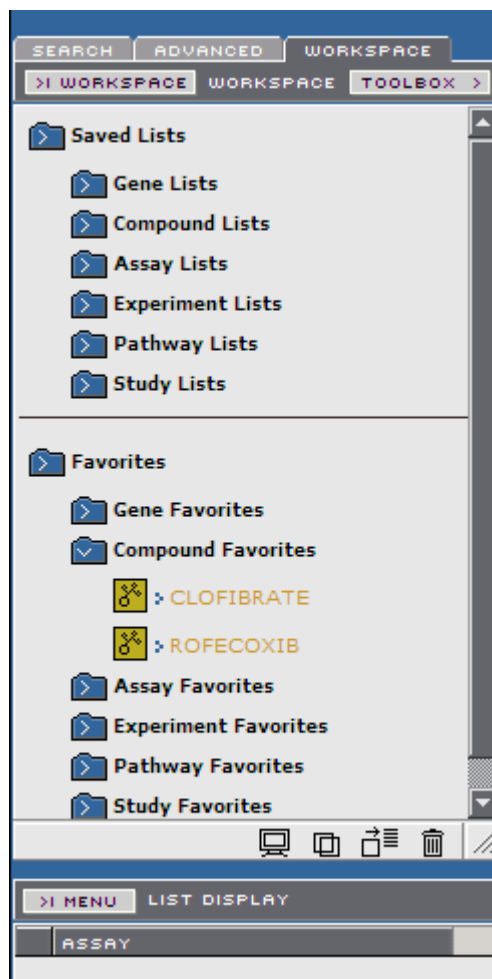 SEARCH ADVANCED WORKSPACE
>I WORKSPACE WORKSPACE TOOLBOX >
Saved Lists
Gene Lists
Compound Lists
Assay Lists
Experiment Lists
Pathway Lists
Study Lists
Favorites
Gene Favorites
Compound Favorites
CLOFIBRATE
ROFECOXIB
Assay Favorites
Experiment Favorites
Pathway Favorites
Study Favorites
>I MENU LIST DISPLAY
ASSAY